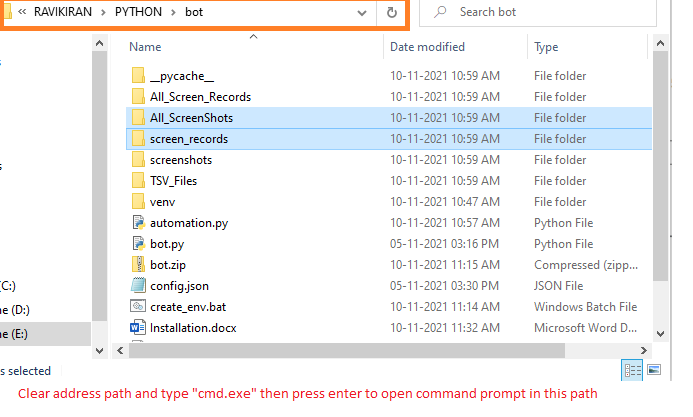 « RAVIKIRAN > PYTHON > bot
Search bot
Name Date modified Type
__pycache__ 10-11-2021 10:59 AM File folder
All_Screen_Records 10-11-2021 10:59 AM File folder
All_ScreenShots 10-11-2021 10:59 AM File folder
screen_records 10-11-2021 10:59 AM File folder
screenshots 10-11-2021 10:59 AM File folder
TSV_Files 10-11-2021 10:59 AM File folder
venv 10-11-2021 10:47 AM File folder
automation.py 10-11-2021 10:57 AM Python File
bot.py 05-11-2021 03:16 PM Python File
bot.zip 10-11-2021 11:15 AM Compressed (zipp...
(C:) config.json 05-11-2021 03:30 PM JSON File
e (D:) create_env.bat 10-11-2021 11:14 AM Windows Batch File
e (E:) Installation.docx 10-11-2021 11:32 AM Microsoft Word D...
s selected
Clear address path and type "cmd.exe" then press enter to open command prompt in this path